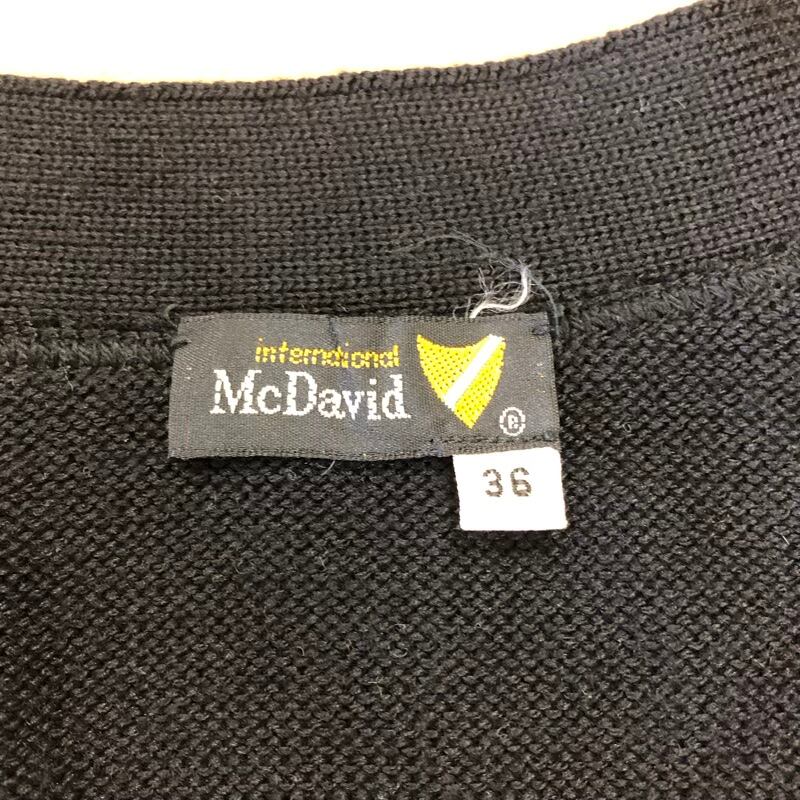 international
McDavid
®
36